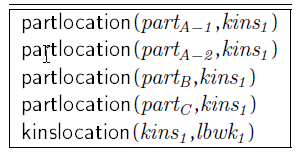 partlocation(part_{A−1},kins_1)
partlocation(part_{A−2},kins_1)
partlocation(part_B,kins_1)
partlocation(part_C,kins_1)
kinslocation(kins_1,lbwk_1)